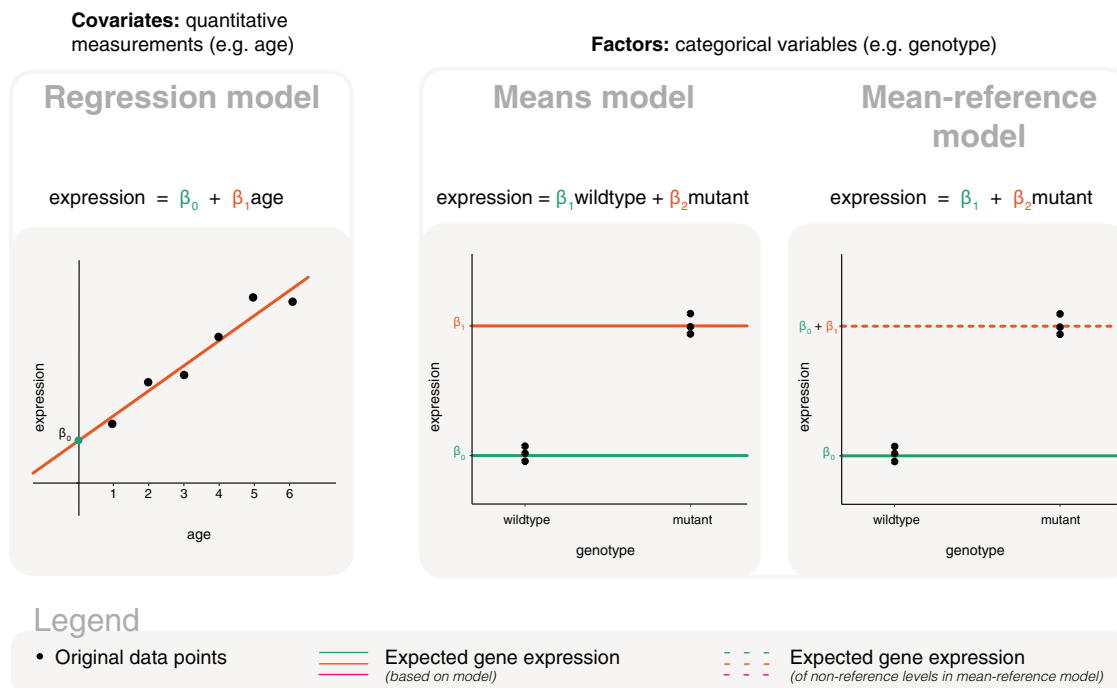 Covariates: quantitative
measurements (e.g. age)
Factors: categorical variables (e.g. genotype)
Regression model
Means model
Mean-reference
model
expression = β₀ + β₁age
expression = β₁wildtype + β₂mutant
expression = β₁ + β₂mutant
expression
β₀
1 2 3 4 5 6
age
expression
β₁
β₀
wildtype mutant
genotype
expression
β₀ + β₁
β₀
wildtype mutant
genotype
Legend
• Original data points
Expected gene expression
(based on model)
Expected gene expression
(of non-reference levels in mean-reference model)